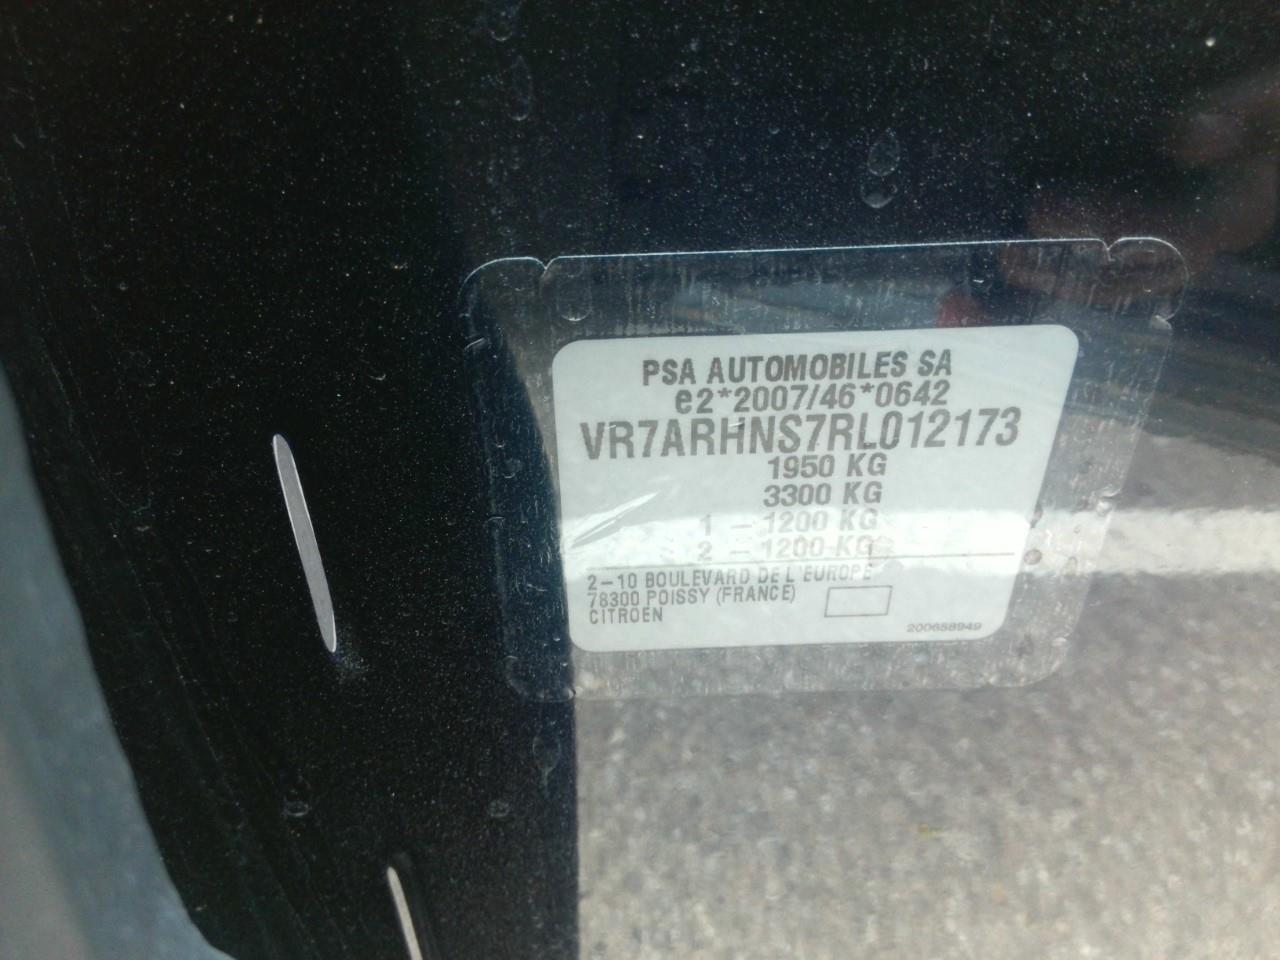 PSA AUTOMOBILES SA
e2*2007/46*0642
VR7ARHNS7RL012173
1950 KG
3300 KG
1 - 1200 KG
2 - 1200 KG
2-10 BOULEVARD DE L'EUROPE
78300 POISSY (FRANCE)
CITROEN
200658949